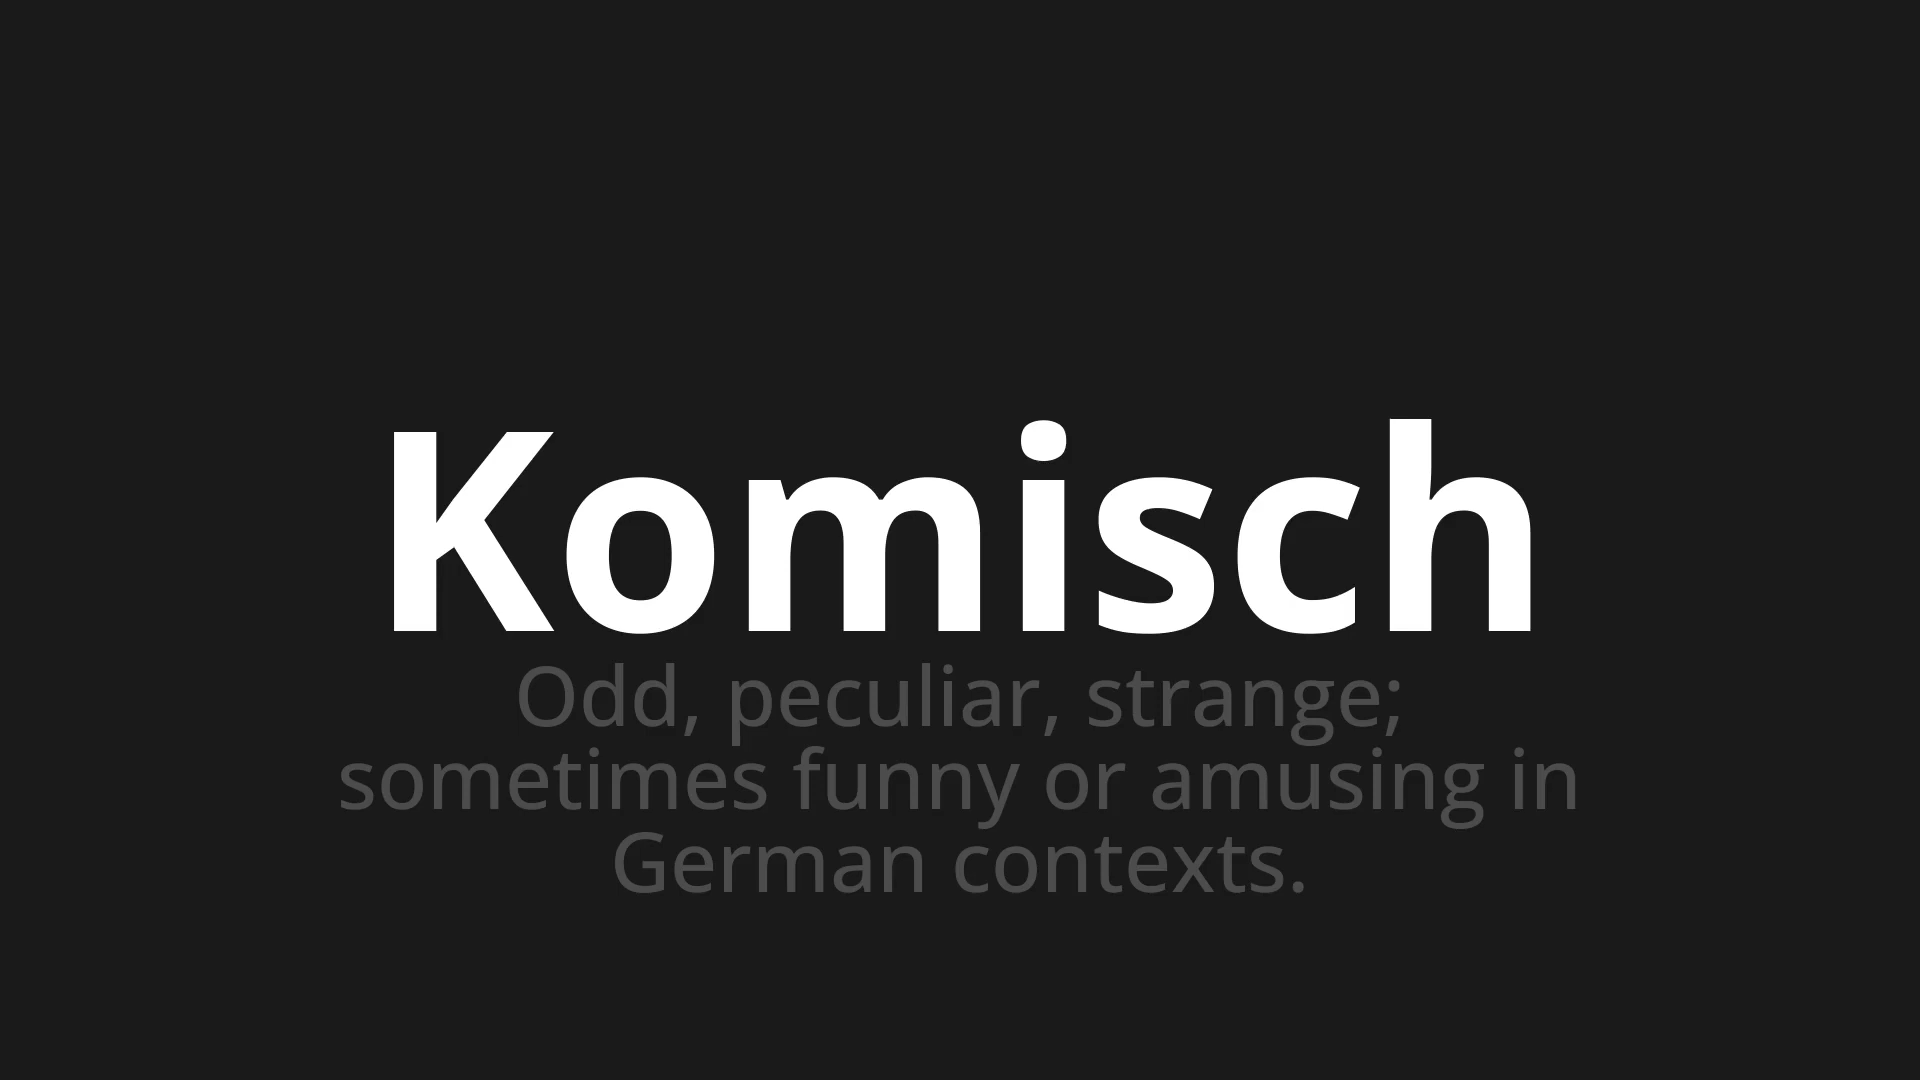 Komisch
Odd, peculiar, strange;
sometimes funny or amusing in
German contexts.